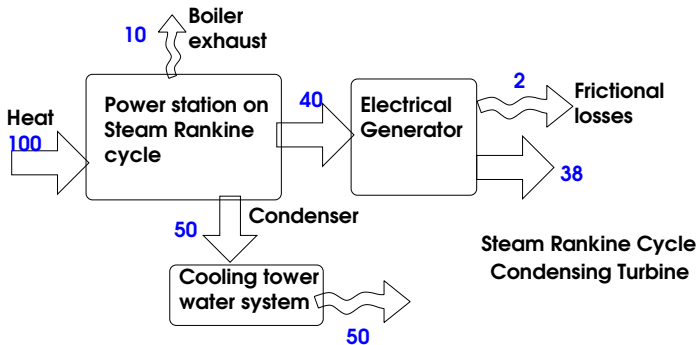 Boiler
exhaust
10
Heat
100
Power station on
Steam Rankine
cycle
40
Electrical
Generator
2
Frictional
losses
38
50
Condenser
Cooling tower
water system
50
Steam Rankine Cycle
Condensing Turbine